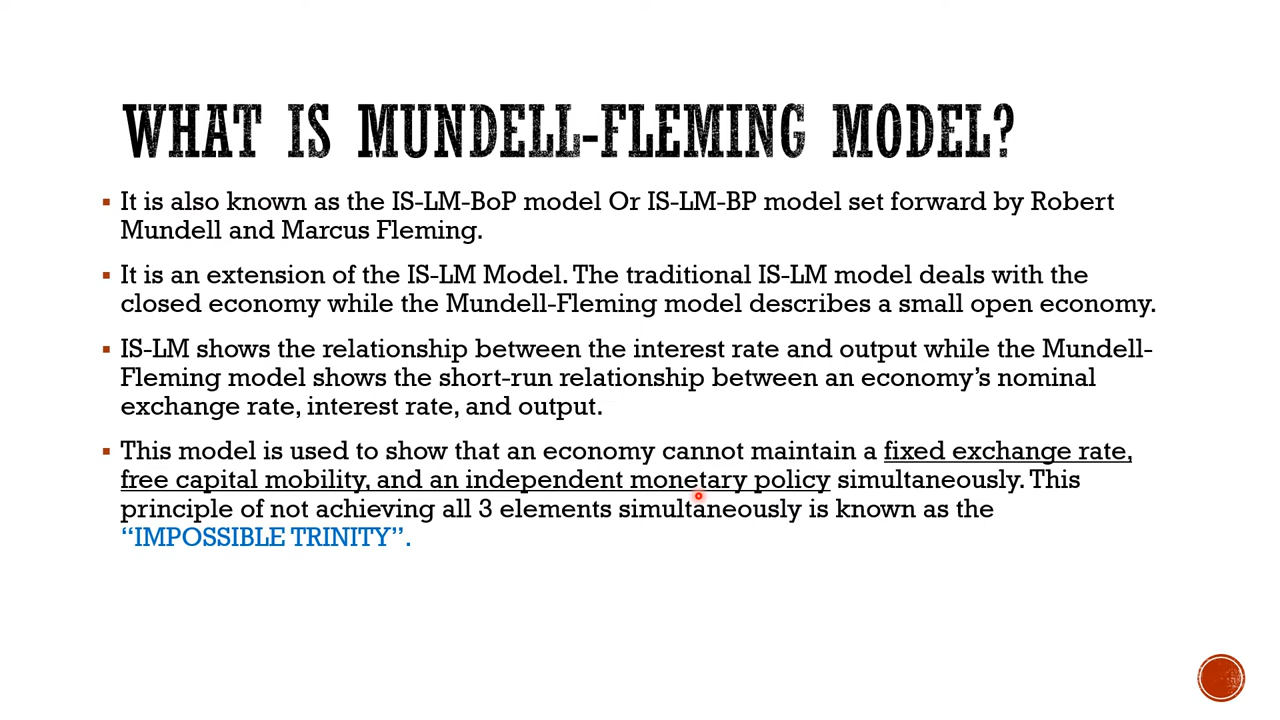 WHAT IS MUNDELL-FLEMING MODEL?
▪ It is also known as the IS-LM-BoP model Or IS-LM-BP model set forward by Robert
Mundell and Marcus Fleming.
▪ It is an extension of the IS-LM Model. The traditional IS-LM model deals with the
closed economy while the Mundell-Fleming model describes a small open economy.
▪ IS-LM shows the relationship between the interest rate and output while the Mundell-
Fleming model shows the short-run relationship between an economy’s nominal
exchange rate, interest rate, and output.
▪ This model is used to show that an economy cannot maintain a fixed exchange rate,
free capital mobility, and an independent monetary policy simultaneously. This
principle of not achieving all 3 elements simultaneously is known as the
“IMPOSSIBLE TRINITY”.